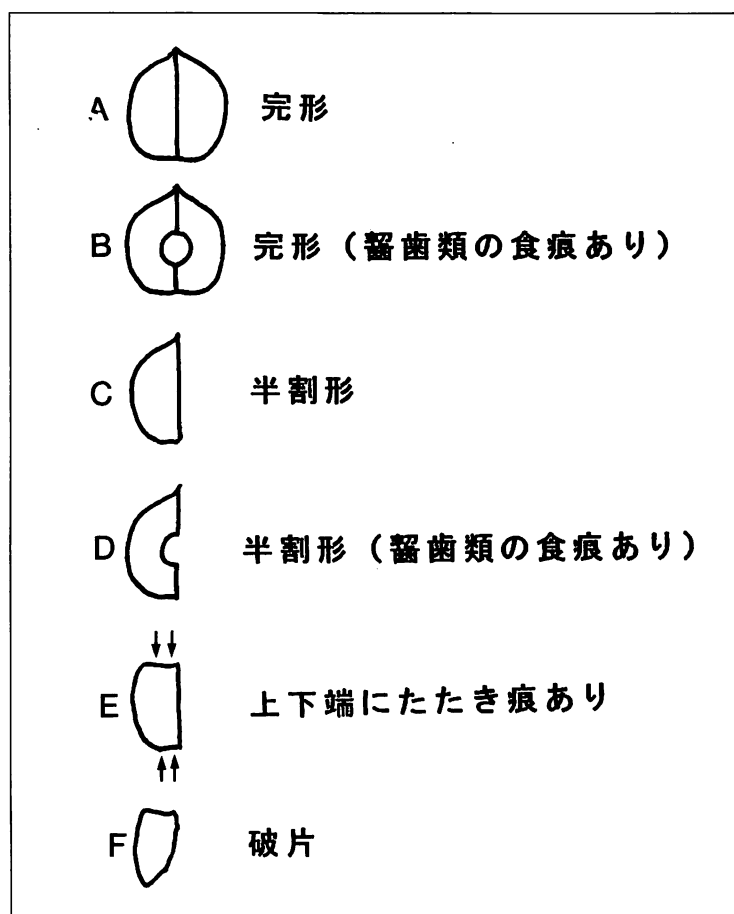 A 完形
B 完形（齧歯類の食痕あり）
C 半割形
D 半割形（齧歯類の食痕あり）
E 上下端にたたき痕あり
F 破片